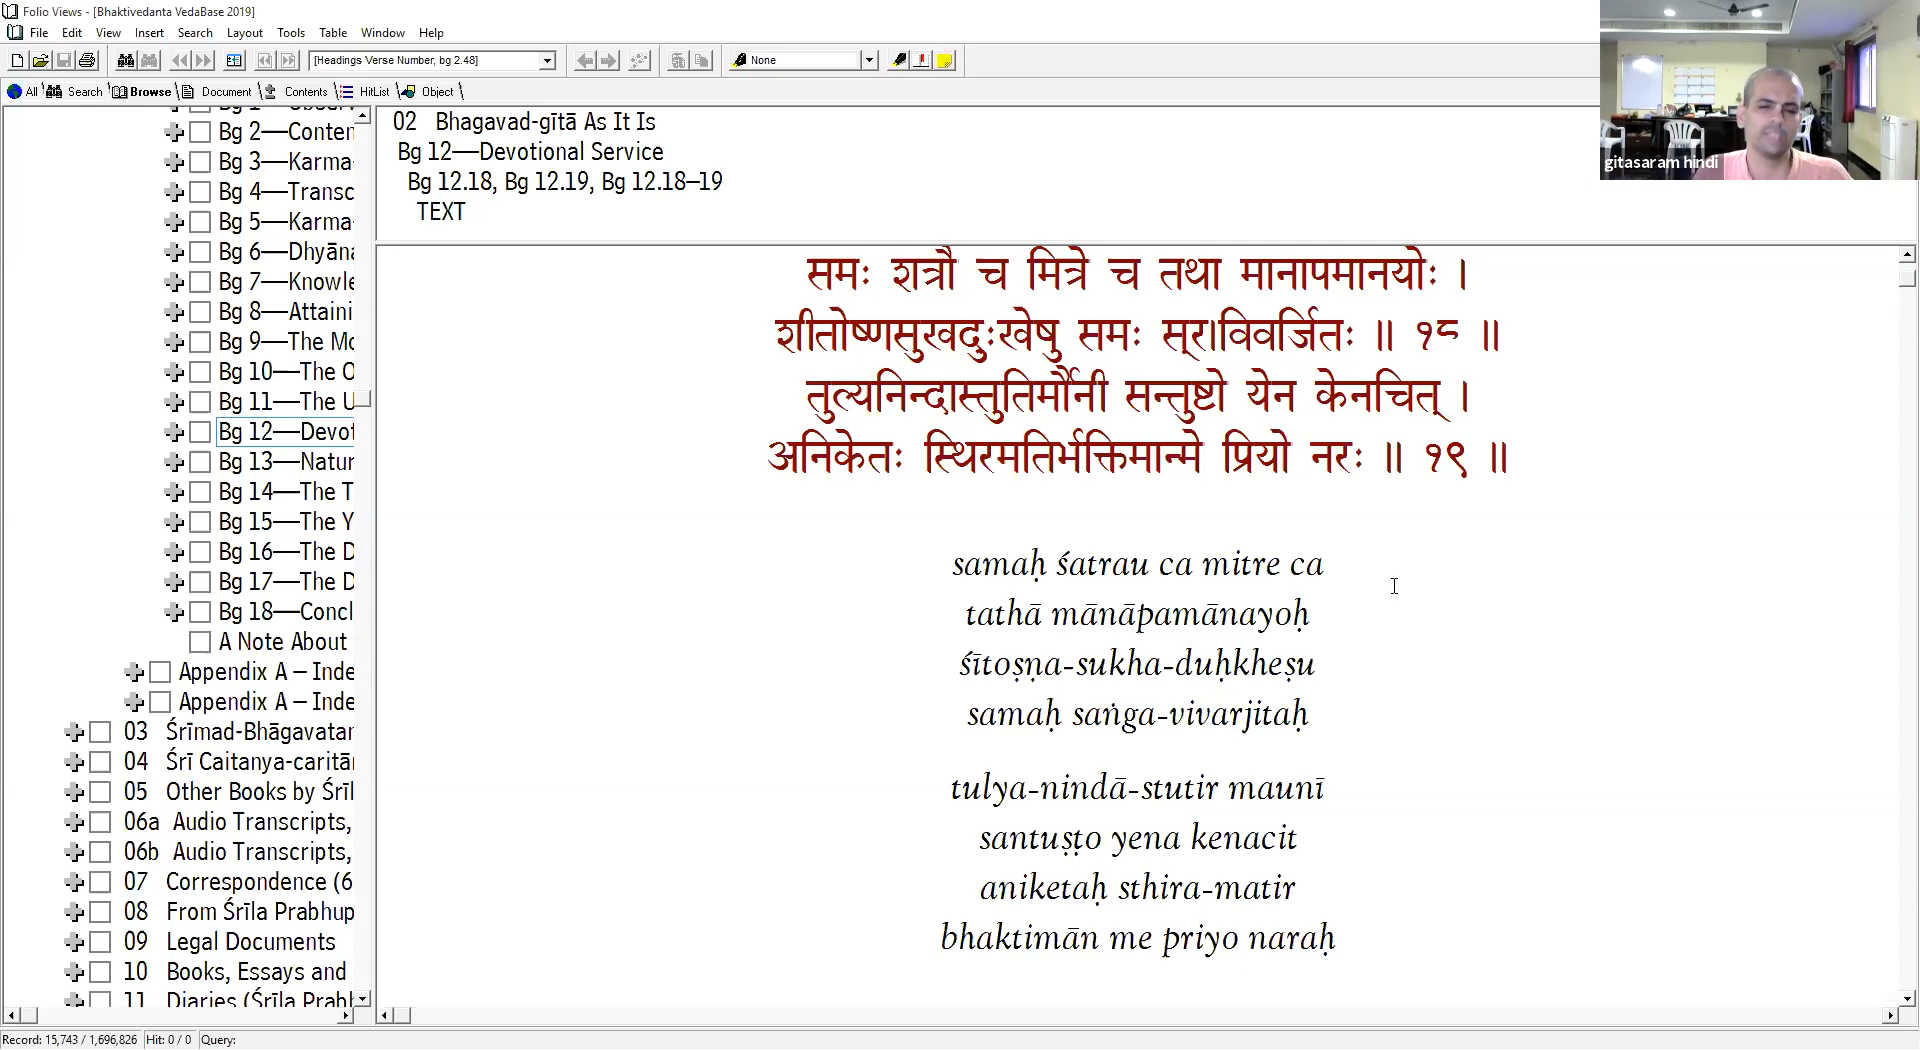 Folio Views - [Bhaktivedanta VedaBase 2019]
File Edit View Insert Search Layout Tools Table Window Help
[Headings Verse Number, bg 2.48] None
All Search Browse Document Contents HitList Object
02 Bhagavad-gītā As It Is
Bg 12—Devotional Service
Bg 12.18, Bg 12.19, Bg 12.18–19
TEXT
gitasaram hindi
Bg 2—Conten
Bg 3—Karma-
Bg 4—Transc
Bg 5—Karma-
Bg 6—Dhyāna
Bg 7—Knowle
Bg 8—Attaini
Bg 9—The Mo
Bg 10—The O
Bg 11—The U
Bg 12—Devot
Bg 13—Natur
Bg 14—The T
Bg 15—The Y
Bg 16—The D
Bg 17—The D
Bg 18—Concl
A Note About
Appendix A – Inde
Appendix A – Inde
03 Śrīmad-Bhāgavatam
04 Śrī Caitanya-caritām
05 Other Books by Śrīl
06a Audio Transcripts,
06b Audio Transcripts,
07 Correspondence (6
08 From Śrīla Prabhup
09 Legal Documents
10 Books, Essays and
11 Diaries (Śrīla Prabh
समः शत्रौ च मित्रे च तथा मानापमानयोः ।
शीतोष्णसुखदुःखेषु समः स्राविवर्जितः ॥ १८ ॥
तुल्यनिन्दास्तुतिर्मौनी सन्तुष्टो येन केनचित् ।
अनिकेतः स्थिरमतिर्भक्तिमान्मे प्रियो नरः ॥ १९ ॥
samaḥ śatrau ca mitre ca
tathā mānāpamānayoḥ
śītoṣṇa-sukha-duḥkheṣu
samaḥ saṅga-vivarjitaḥ
tulya-nindā-stutir maunī
santuṣṭo yena kenacit
aniketaḥ sthira-matir
bhaktimān me priyo naraḥ
Record: 15,743 / 1,696,826 Hit: 0 / 0 Query: